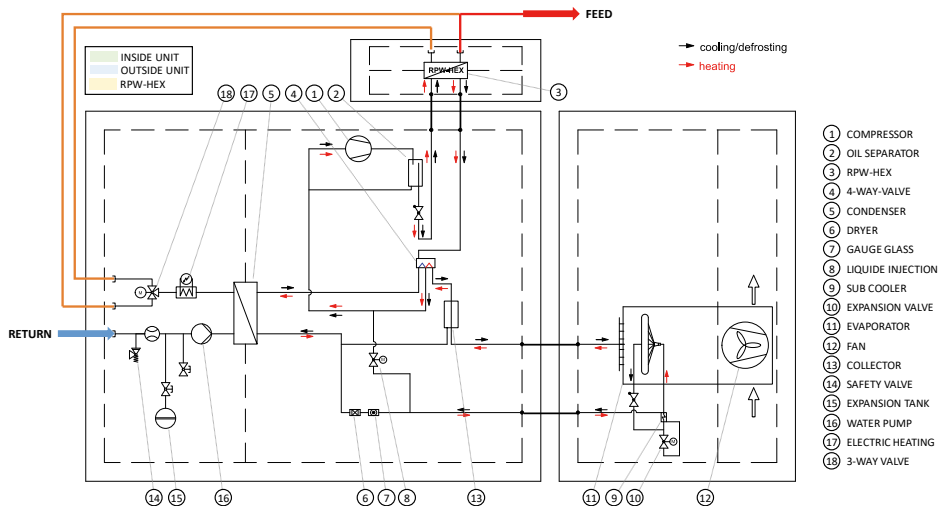 FEED
cooling/defrosting
heating
INSIDE UNIT
OUTSIDE UNIT
RPW-HEX
RPW-HEX
18 17 5 4 1 2
3
1 COMPRESSOR
2 OIL SEPARATOR
3 RPW-HEX
4 4-WAY-VALVE
5 CONDENSER
6 DRYER
7 GAUGE GLASS
8 LIQUIDE INJECTION
9 SUB COOLER
10 EXPANSION VALVE
11 EVAPORATOR
12 FAN
13 COLLECTOR
14 SAFETY VALVE
15 EXPANSION TANK
16 WATER PUMP
17 ELECTRIC HEATING
18 3-WAY VALVE
M
RETURN
M
M
14 15 16 6 7 8 13 11 9 10 12